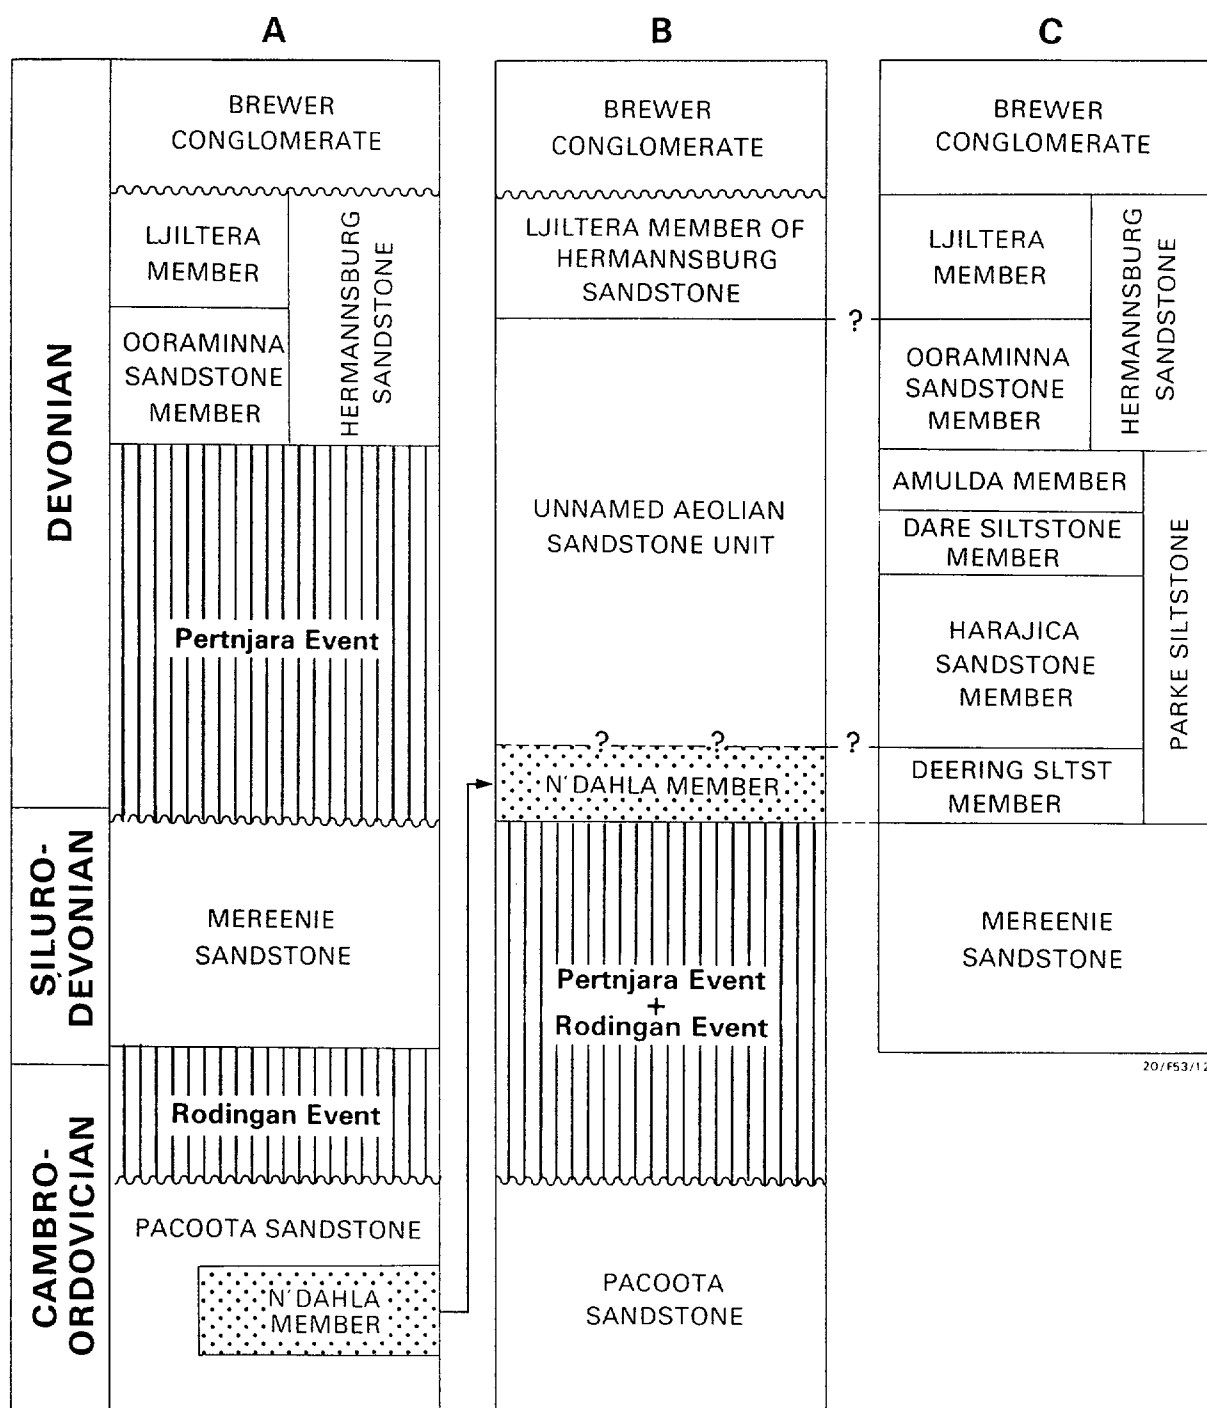 A
B
C
DEVONIAN
SILURO-
DEVONIAN
CAMBRO-
ORDOVICIAN
BREWER
CONGLOMERATE
LJILTERA
MEMBER
OORAMINNA
SANDSTONE
MEMBER
HERMANNSBURG
SANDSTONE
Pertnjara Event
MEREENIE
SANDSTONE
Rodingan Event
PACOOTA SANDSTONE
N'DAHLA
MEMBER
BREWER
CONGLOMERATE
LJILTERA MEMBER OF
HERMANNSBURG
SANDSTONE
?
UNNAMED AEOLIAN
SANDSTONE UNIT
? ? ?
N'DAHLA MEMBER
Pertnjara Event
+
Rodingan Event
PACOOTA
SANDSTONE
BREWER
CONGLOMERATE
LJILTERA
MEMBER
OORAMINNA
SANDSTONE
MEMBER
HERMANNSBURG
SANDSTONE
AMULDA MEMBER
DARE SILTSTONE
MEMBER
HARAJICA
SANDSTONE
MEMBER
DEERING SLTST
MEMBER
PARKE SILTSTONE
MEREENIE
SANDSTONE
20/F53/12